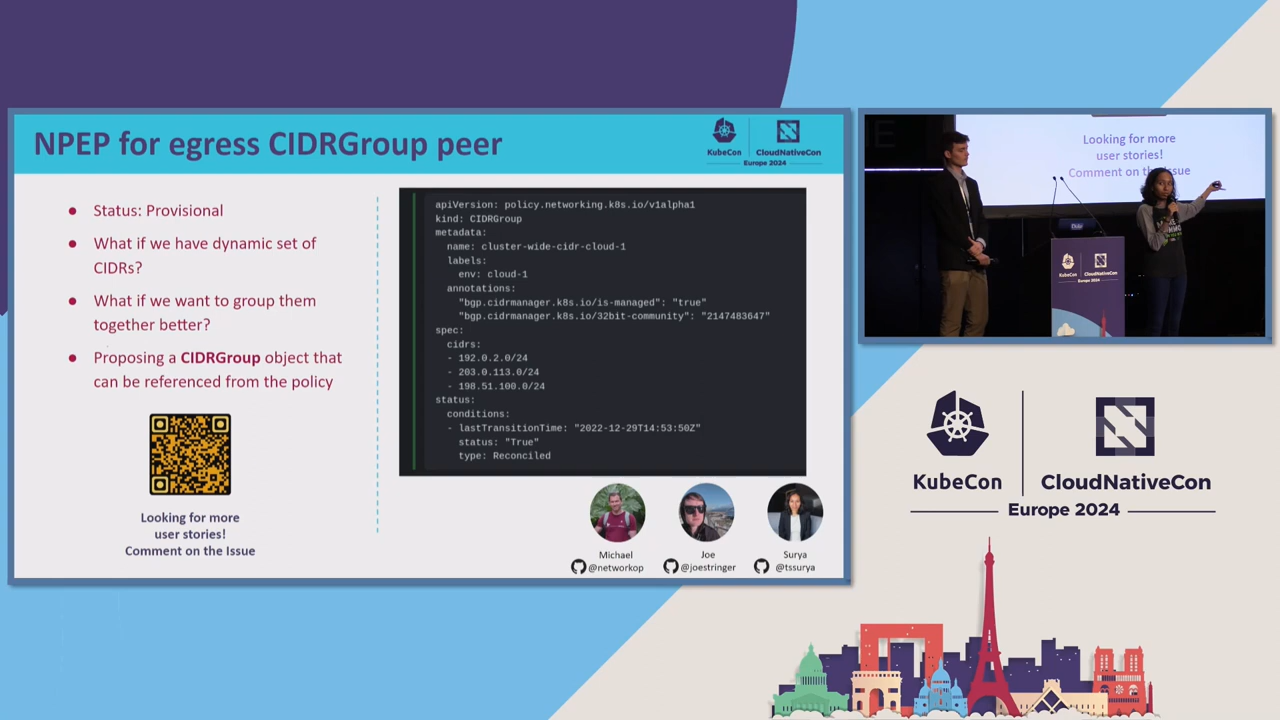 NPEP for egress CIDRGroup peer
KubeCon
CloudNativeCon
Europe 2024
● Status: Provisional
● What if we have dynamic set of
CIDRs?
● What if we want to group them
together better?
● Proposing a CIDRGroup object that
can be referenced from the policy
Looking for more
user stories!
Comment on the Issue
apiVersion: policy.networking.k8s.io/v1alpha1
kind: CIDRGroup
metadata:
name: cluster-wide-cidr-cloud-1
labels:
env: cloud-1
annotations:
"bgp.cidrmanager.k8s.io/is-managed": "true"
"bgp.cidrmanager.k8s.io/32bit-community": "2147483647"
spec:
cidrs:
- 192.0.2.0/24
- 203.0.113.0/24
- 198.51.100.0/24
status:
conditions:
- lastTransitionTime: "2022-12-29T14:53:50Z"
status: "True"
type: Reconciled
Michael
@networkop
Joe
@joestringer
Surya
@tssurya
Looking for more
user stories!
Comment on the Issue
KubeCon
CloudNativeCon
Europe 2024
KubeCon
CloudNativeCon
Europe 2024